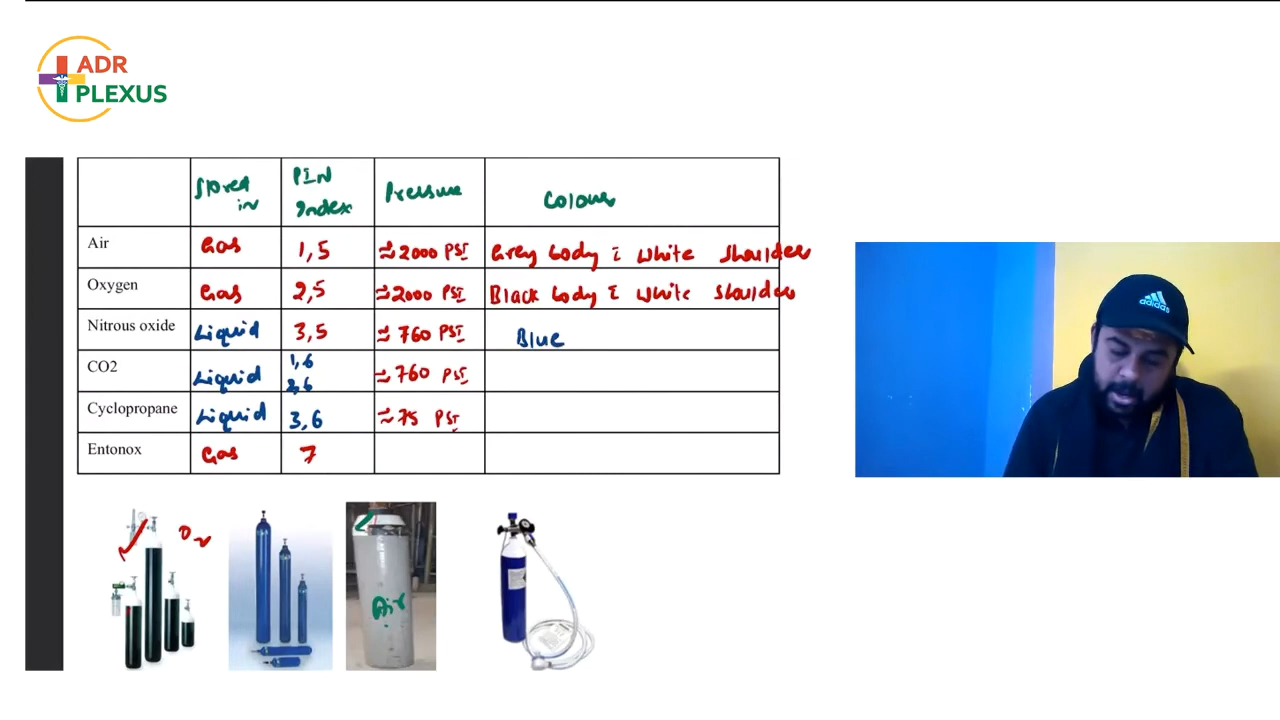 ADR
PLEXUS
Stored in
PIN Index
Pressure
Colour
Air Gas 1,5 ≈2000 PSI Grey body c̄ White Shoulder
Oxygen Gas 2,5 ≈2000 PSI Black body c̄ White Shoulder
Nitrous oxide Liquid 3,5 ≈760 PSI Blue
CO2 Liquid 1,6 2,6 ≈760 PSI
Cyclopropane Liquid 3,6 ≈75 PSI
Entonox Gas 7
O2
Air
adidas